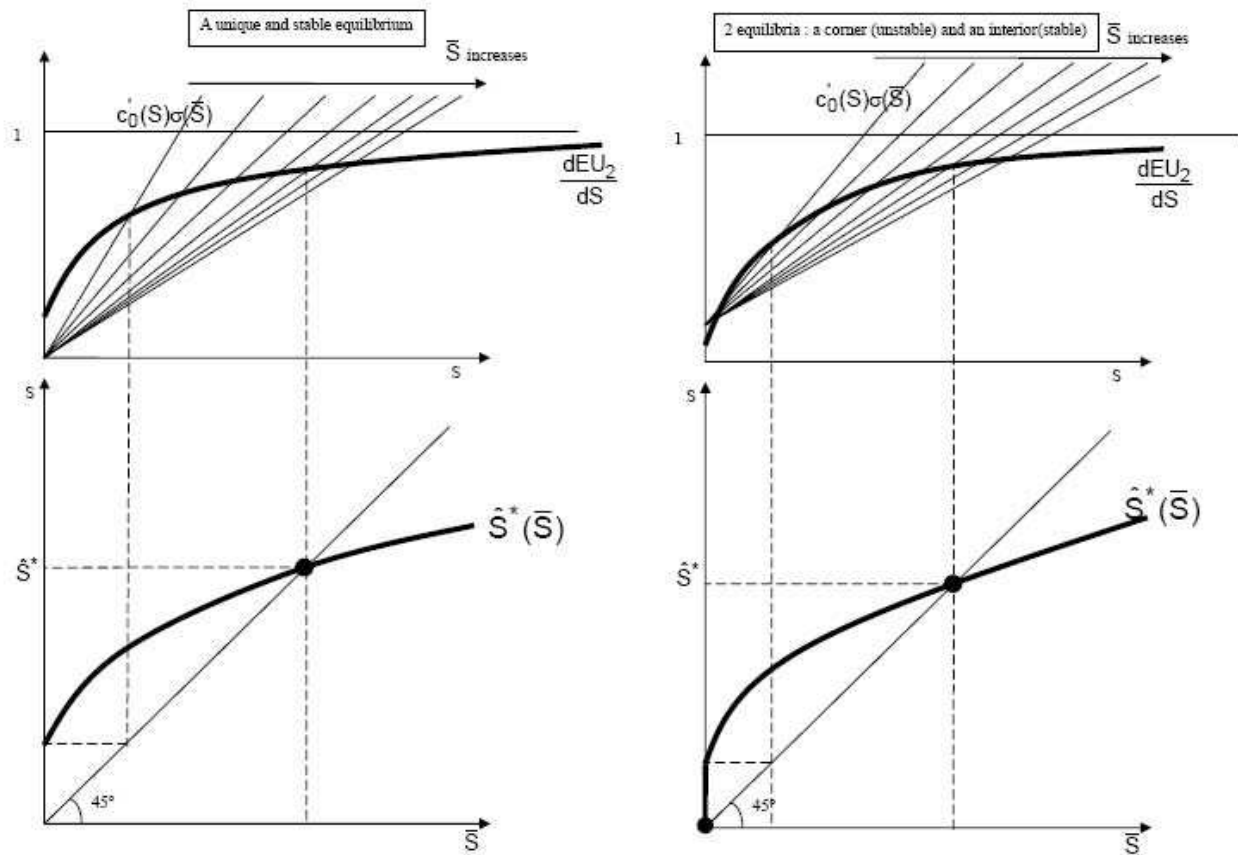 A unique and stable equilibrium
S̅ increases
c'₀(S)σ(S̅)
1
dEU₂
dS
S
S
Ŝ*(S̅)
Ŝ*
45°
S̅
2 equilibria : a corner (unstable) and an interior(stable)
S̅ increases
c'₀(S)σ(S̅)
1
dEU₂
dS
S
S
Ŝ*(S̅)
Ŝ*
45°
S̅